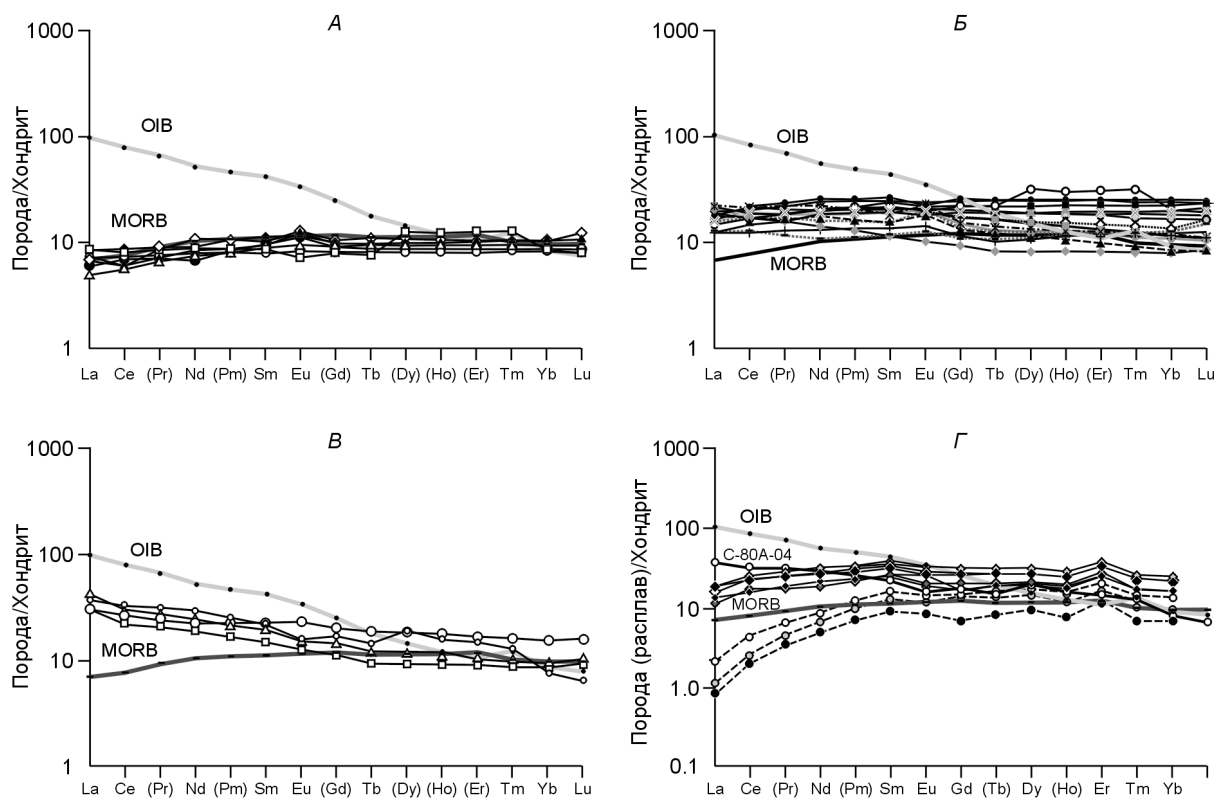 А
1000
100
10
1
Порода/Хондрит
OIB
MORB
La Ce (Pr) Nd (Pm) Sm Eu (Gd) Tb (Dy) (Ho) (Er) Tm Yb Lu
Б
1000
100
10
1
Порода/Хондрит
OIB
MORB
La Ce (Pr) Nd (Pm) Sm Eu (Gd) Tb (Dy) (Ho) (Er) Tm Yb Lu
В
1000
100
10
1
Порода/Хондрит
OIB
MORB
La Ce (Pr) Nd (Pm) Sm Eu (Gd) Tb (Dy) (Ho) (Er) Tm Yb Lu
Г
1000
100
10
1.0
0.1
Порода (расплав)/Хондрит
OIB
С-80А-04
MORB
La Ce (Pr) Nd (Pm) Sm Eu (Gd) (Tb) (Dy) (Ho) Er Tm Yb Lu